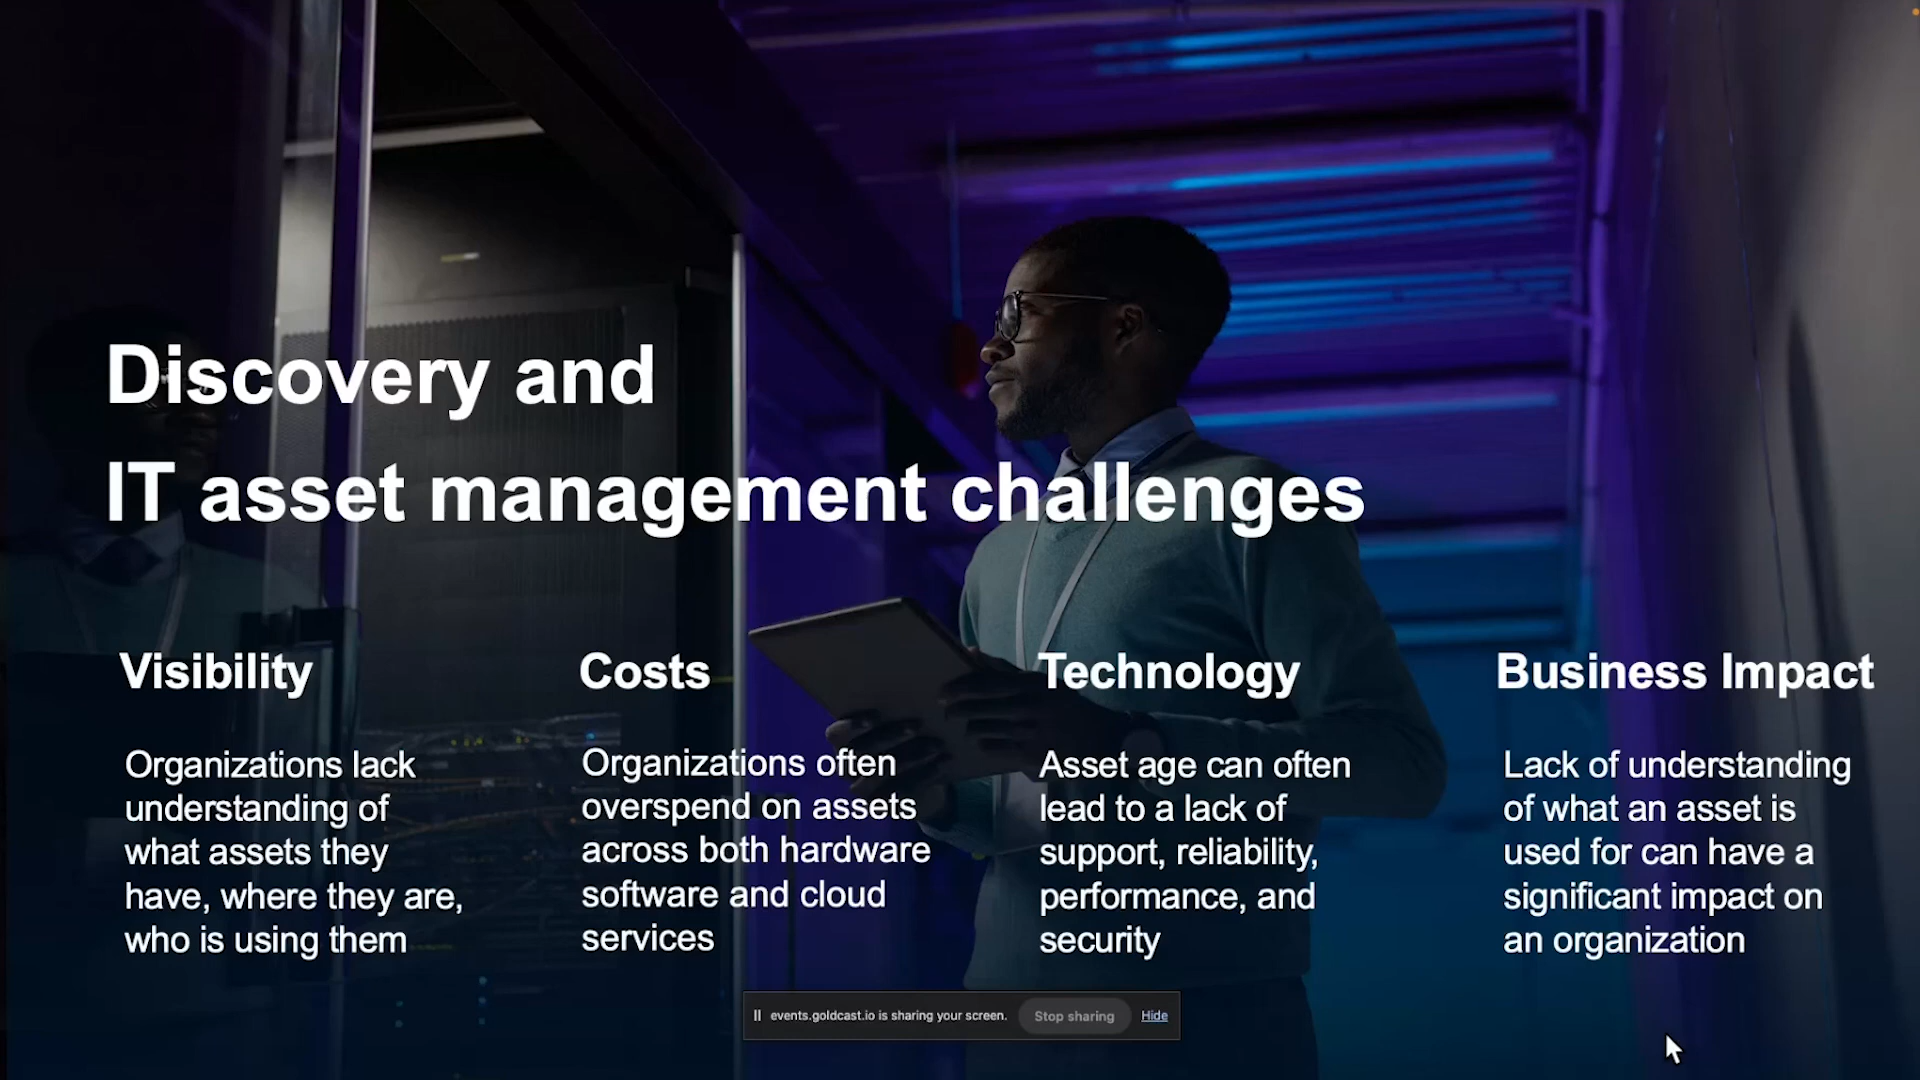 Discovery and
IT asset management challenges
Visibility
Organizations lack
understanding of
what assets they
have, where they are,
who is using them
Costs
Organizations often
overspend on assets
across both hardware
software and cloud
services
Technology
Asset age can often
lead to a lack of
support, reliability,
performance, and
security
Business Impact
Lack of understanding
of what an asset is
used for can have a
significant impact on
an organization
events.goldcast.io is sharing your screen.
Stop sharing
Hide